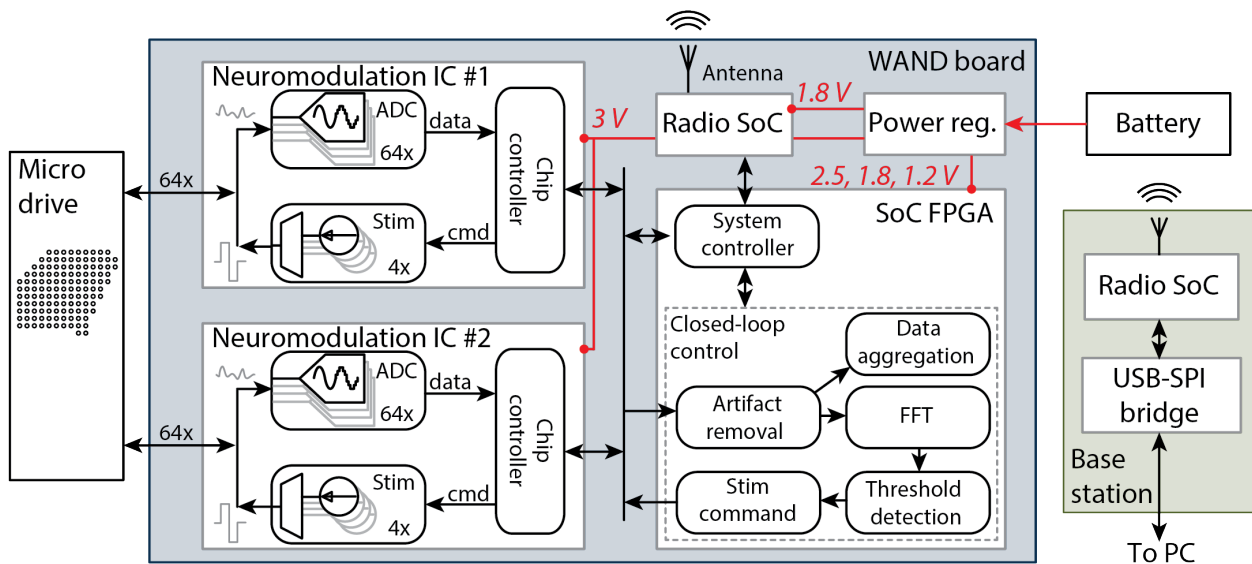 WAND board
Antenna
Neuromodulation IC #1
ADC
64x
data
Chip
controller
Stim
4x
cmd
3 V
Radio SoC
1.8 V
Power reg.
Battery
2.5, 1.8, 1.2 V
Micro
drive
64x
64x
SoC FPGA
System
controller
Closed-loop
control
Data
aggregation
Artifact
removal
FFT
Stim
command
Threshold
detection
Neuromodulation IC #2
ADC
64x
data
Chip
controller
Stim
4x
cmd
Radio SoC
USB-SPI
bridge
Base
station
To PC